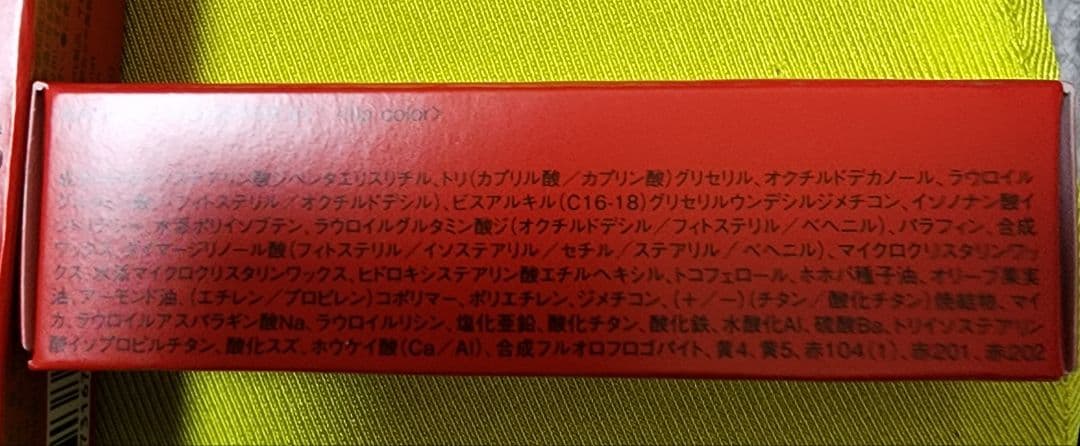 <lip color>
ステアリン酸ジペンタエリスリチル、トリ(カプリル酸/カプリン酸)グリセリル、オクチルドデカノール、ラウロイル
(フィトステリル/オクチルドデシル)、ビスアルキル(C16-18)グリセリルウンデシルジメチコン、イソノナン酸イ
水添ポリイソブテン、ラウロイルグルタミン酸ジ(オクチルドデシル/フィトステリル/ベヘニル)、パラフィン、合成
ワックス、ダイマージリノール酸(フィトステリル/イソステアリル/セチル/ステアリル/ベヘニル)、マイクロクリスタリンワッ
クス、水添マイクロクリスタリンワックス、ヒドロキシステアリン酸エチルヘキシル、トコフェロール、ホホバ種子油、オリーブ果実
油、アーモンド油、(エチレン/プロピレン)コポリマー、ポリエチレン、ジメチコン、(+/-)(チタン/酸化チタン)焼結物、マイ
カ、ラウロイルアスパラギン酸Na、ラウロイルリシン、塩化亜鉛、酸化チタン、酸化鉄、水酸化Al、硫酸Ba、トリイソステアリン
酸イソプロピルチタン、酸化スズ、ホウケイ酸(Ca/Al)、合成フルオロフロゴパイト、黄4、黄5、赤104(1)、赤201、赤202